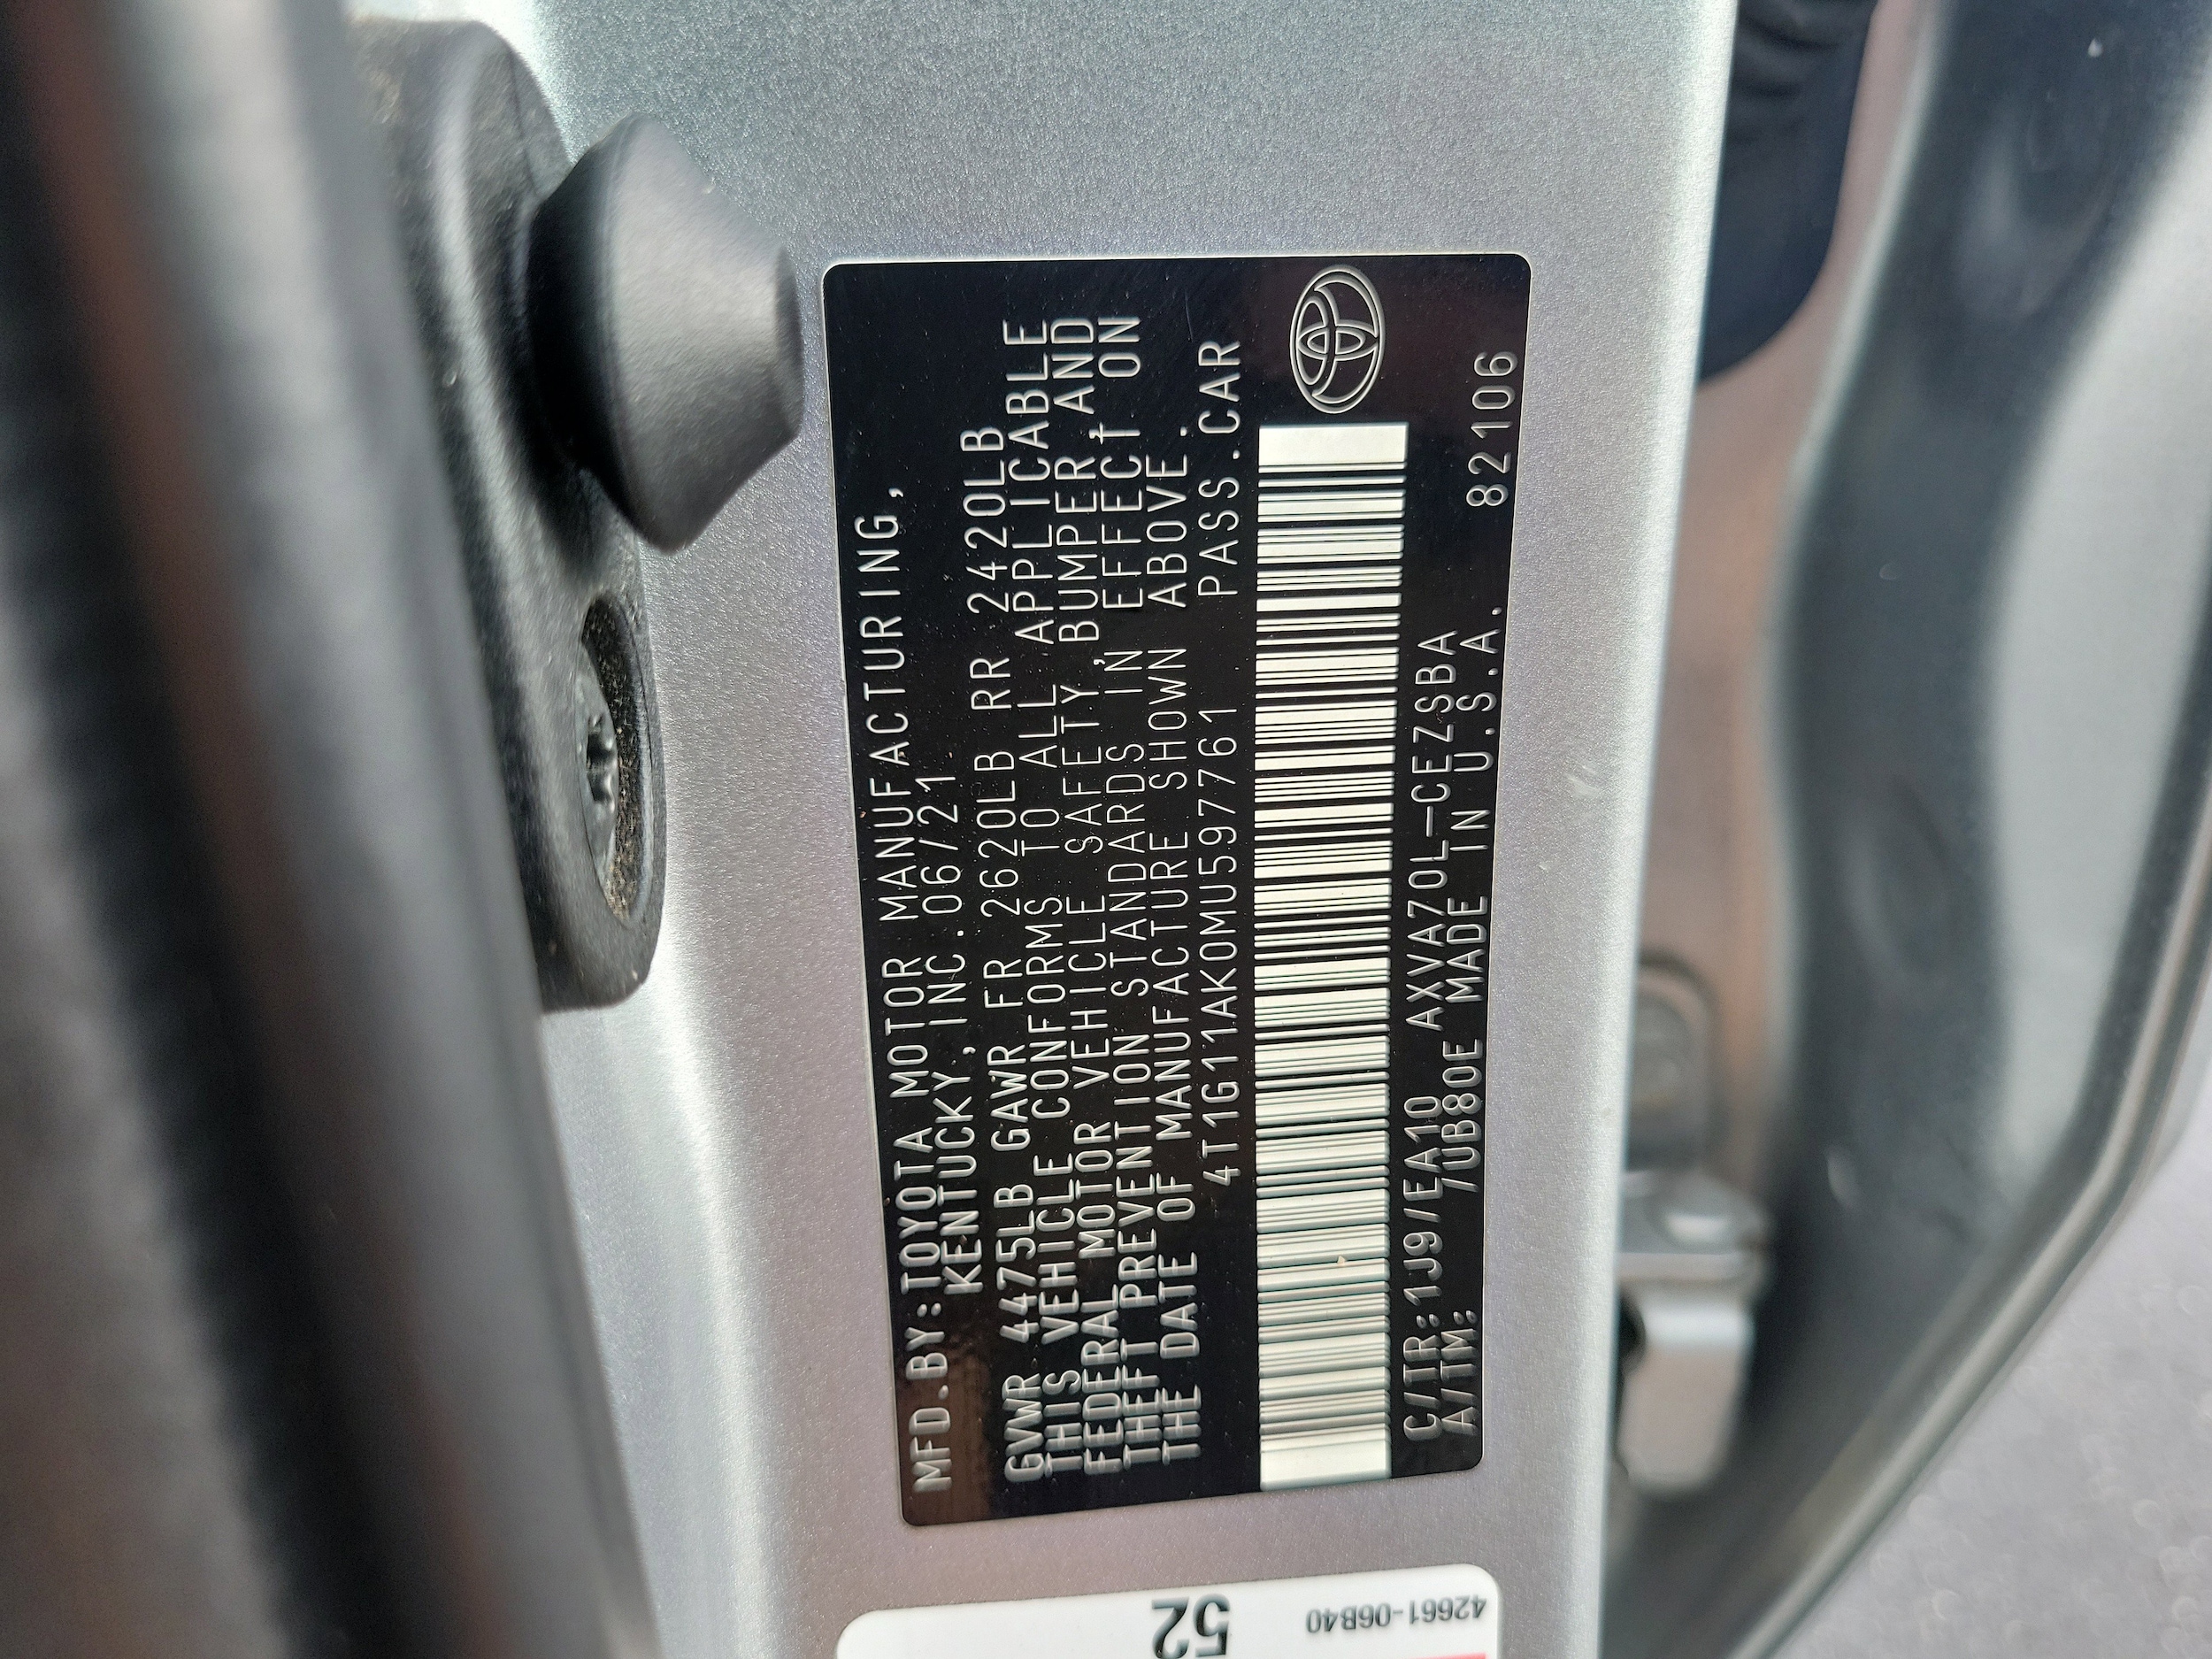 MFD.BY:TOYOTA MOTOR MANUFACTURING,
KENTUCKY, INC.06/21
GVWR 4475LB GAWR FR 2620LB RR 2420LB
THIS VEHICLE CONFORMS TO ALL APPLICABLE
FEDERAL MOTOR VEHICLE SAFETY, BUMPER, AND
THEFT PREVENTION STANDARDS IN EFFECT ON
THE DATE OF MANUFACTURE SHOWN ABOVE.
4T1G11AK0MU597761 PASS.CAR
C/TR:1J9/EA10 AXVA70L-CEZSBA
A/TM: /UB80E MADE IN U.S.A. 82106
52
42661-06B40